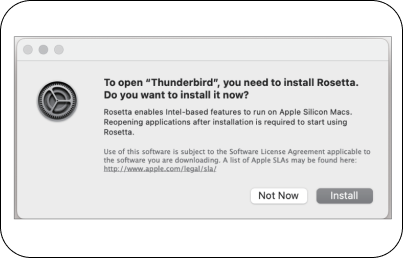 To open “Thunderbird”, you need to install Rosetta.
Do you want to install it now?
Rosetta enables Intel-based features to run on Apple Silicon Macs.
Reopening applications after installation is required to start using
Rosetta.
Use of this software is subject to the Software License Agreement applicable to
the software you are downloading. A list of Apple SLAs may be found here:
http://www.apple.com/legal/sla/
Not Now
Install